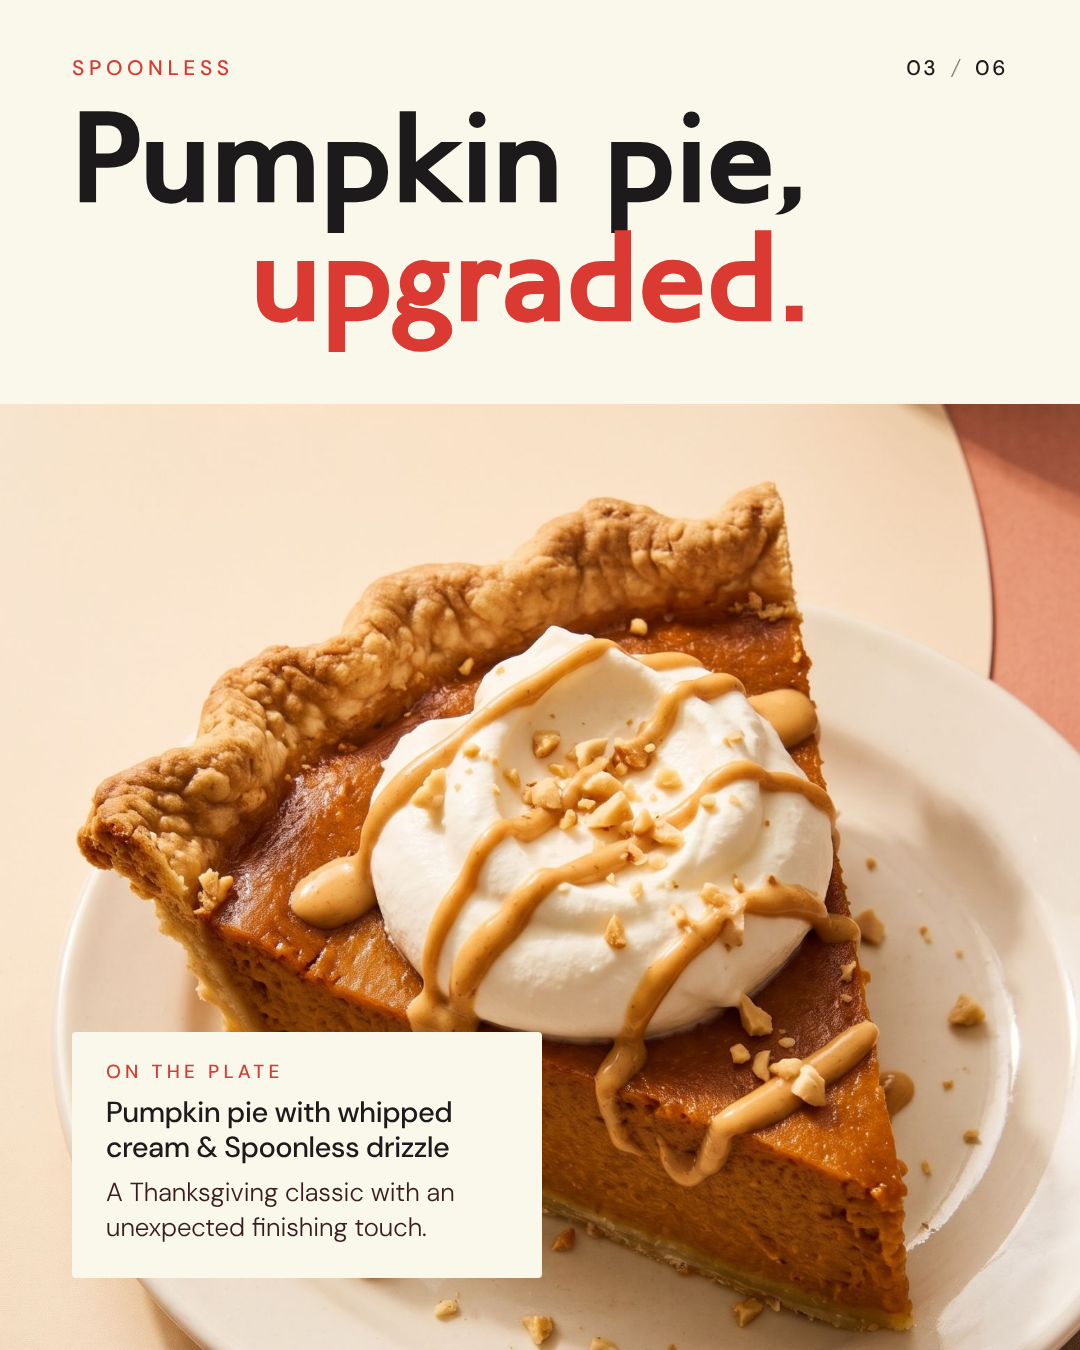 SPOONLESS
03 / 06
Pumpkin pie,
upgraded.
ON THE PLATE
Pumpkin pie with whipped
cream & Spoonless drizzle
A Thanksgiving classic with an
unexpected finishing touch.